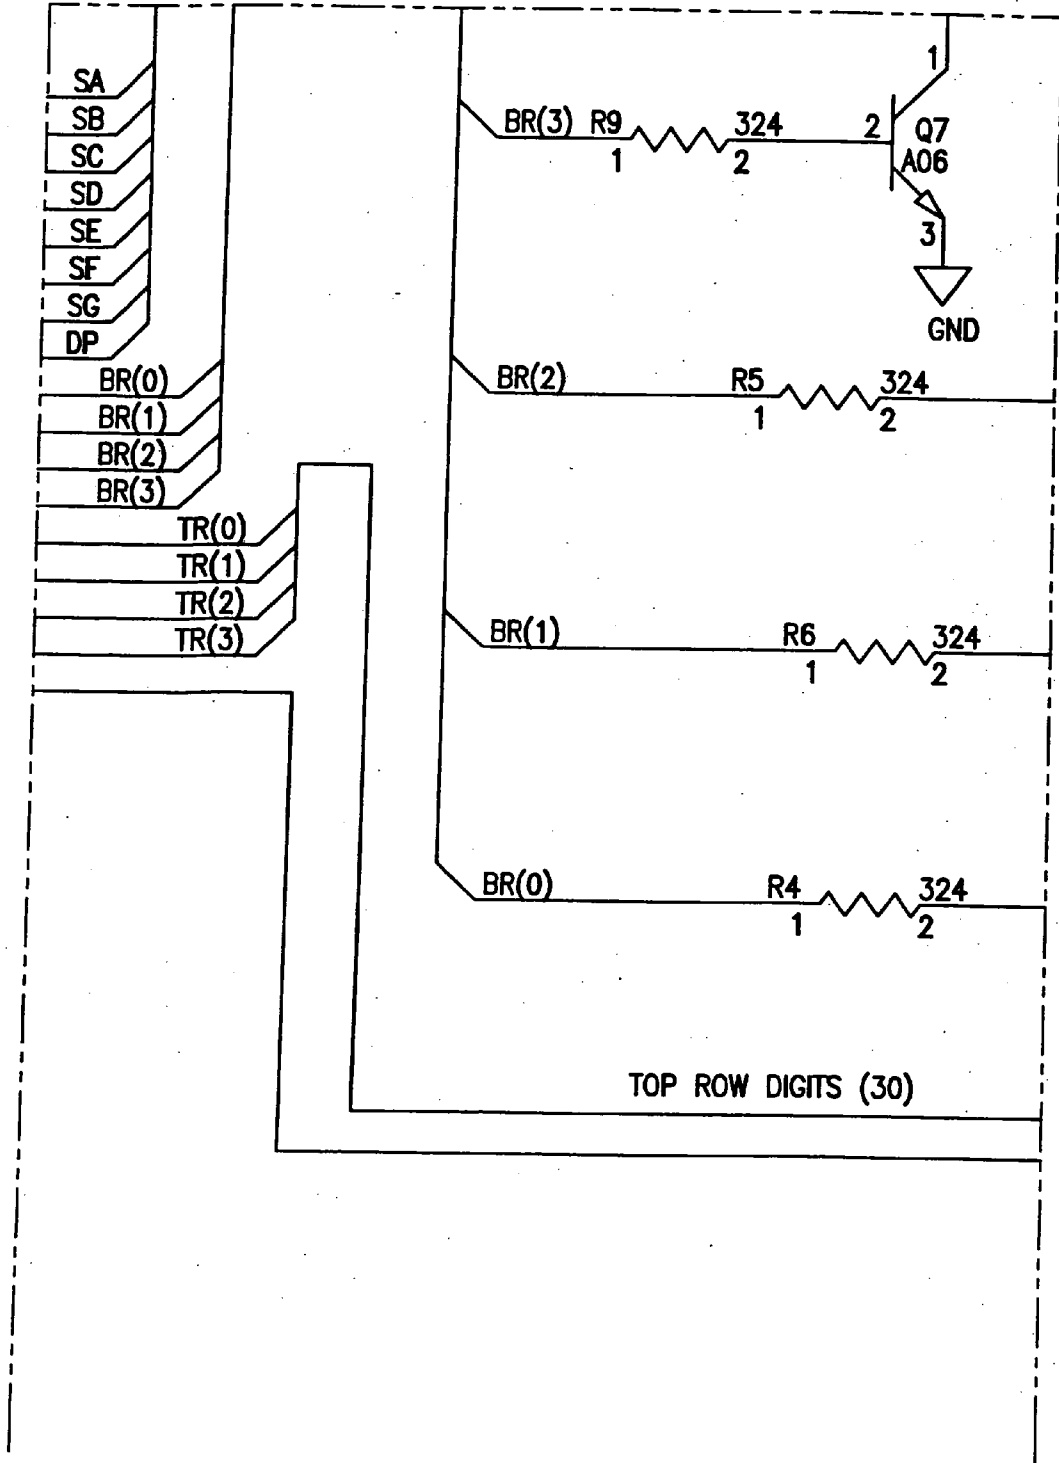 SA
SB
SC
SD
SE
SF
SG
DP
BR(0)
BR(1)
BR(2)
BR(3)
TR(0)
TR(1)
TR(2)
TR(3)
BR(3) R9 324
1 2
1
2 Q7
A06
3
GND
BR(2) R5 324
1 2
BR(1) R6 324
1 2
BR(0) R4 324
1 2
TOP ROW DIGITS (30)